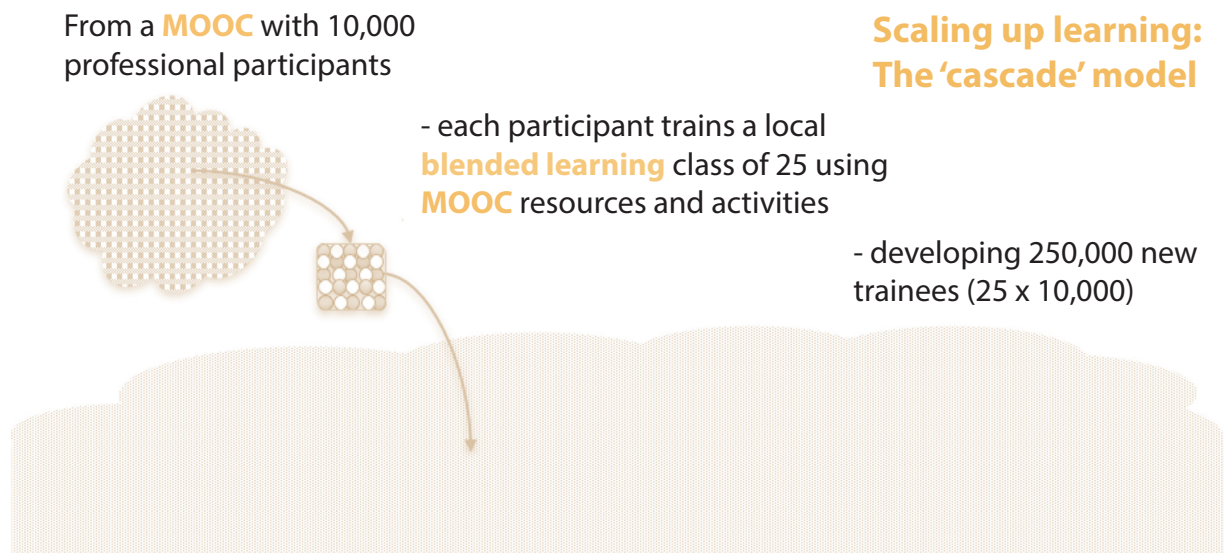 Scaling up learning:
The ‘cascade’ model
From a MOOC with 10,000
professional participants
- each participant trains a local
blended learning class of 25 using
MOOC resources and activities
- developing 250,000 new
trainees (25 x 10,000)